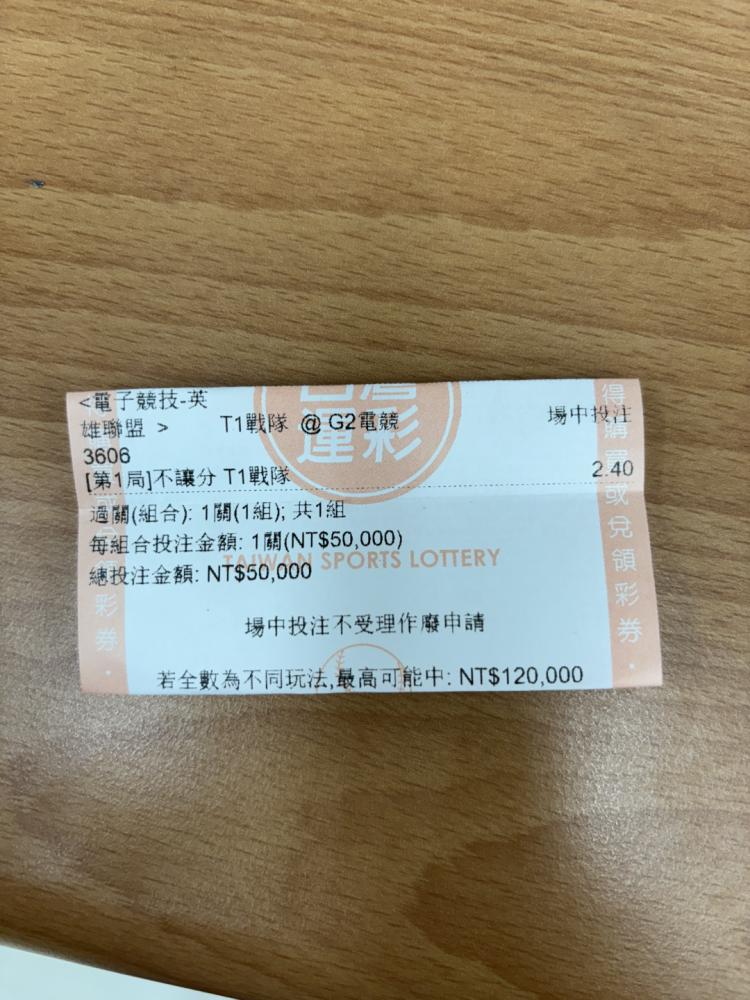 <電子競技-英
雄聯盟 >
T1戰隊 @ G2電競
場中投注
3606
[第1局]不讓分 T1戰隊
2.40
過關(組合): 1關(1組); 共1組
每組合投注金額: 1關(NT$50,000)
總投注金額: NT$50,000
場中投注不受理作廢申請
若全數為不同玩法,最高可能中: NT$120,000
台灣
運彩
TAIWAN SPORTS LOTTERY
得購買或兌領彩券.
彩券.